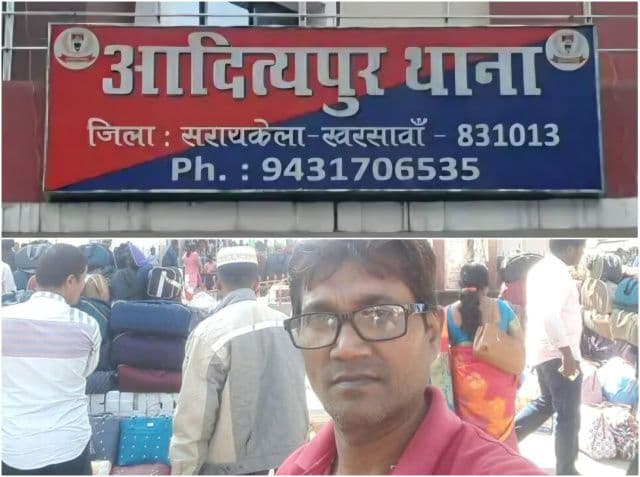 आदित्यपुर थाना
जिला : सरायकेला-खरसावाँ - 831013
Ph. : 9431706535